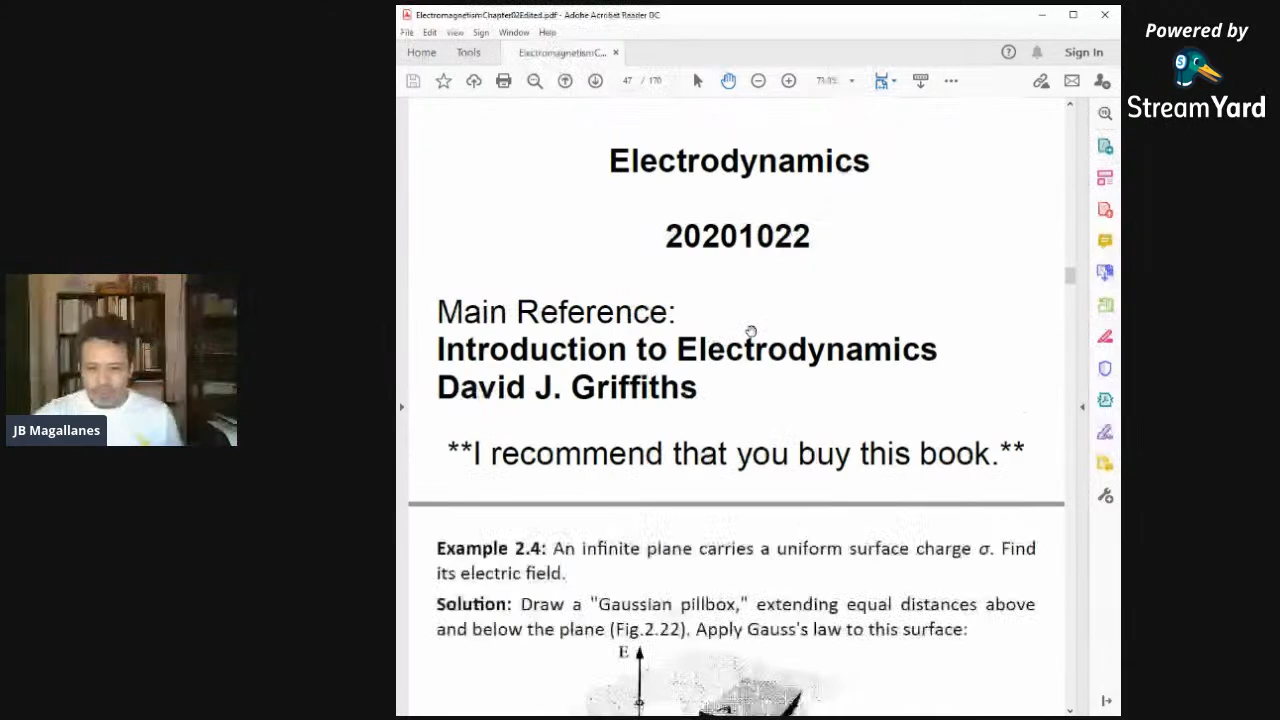 ElectromagnetismChapter02Edited.pdf - Adobe Acrobat Reader DC
File Edit View Sign Window Help
Home Tools ElectromagnetismC... × Sign In
47 / 170
Powered by
StreamYard
Electrodynamics
20201022
Main Reference:
Introduction to Electrodynamics
David J. Griffiths
**I recommend that you buy this book.**
JB Magallanes
Example 2.4: An infinite plane carries a uniform surface charge σ. Find
its electric field.
Solution: Draw a "Gaussian pillbox," extending equal distances above
and below the plane (Fig.2.22). Apply Gauss's law to this surface:
E